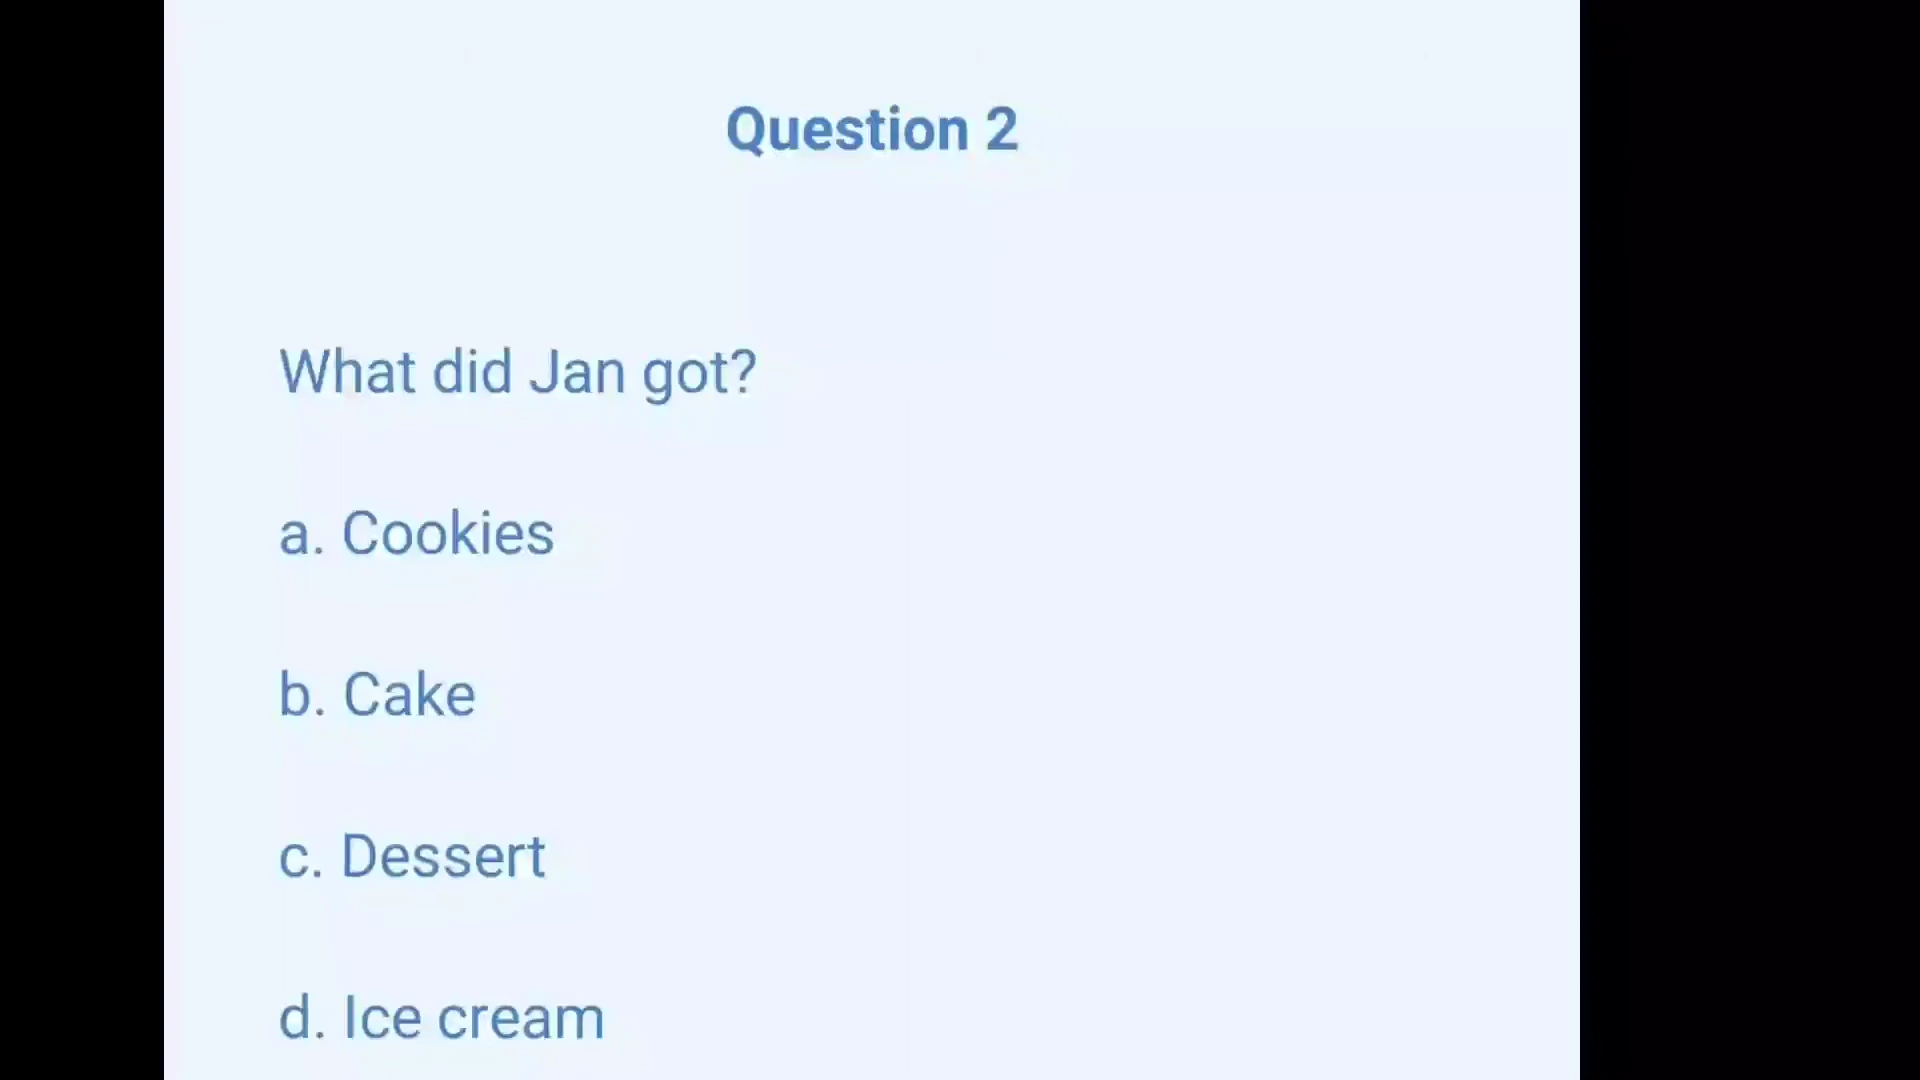 Question 2
What did Jan got?
a. Cookies
b. Cake
c. Dessert
d. Ice cream